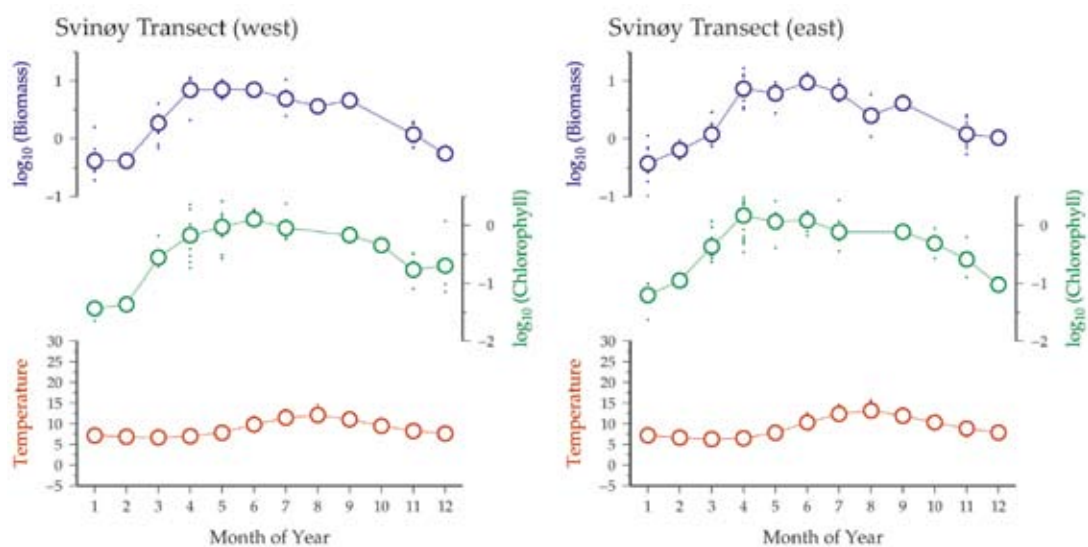 Svinøy Transect (west)
log₁₀ (Biomass)
1
0
−1
log₁₀ (Chlorophyll)
0
−1
−2
Temperature
30
25
20
15
10
5
0
−5
1 2 3 4 5 6 7 8 9 10 11 12
Month of Year
Svinøy Transect (east)
log₁₀ (Biomass)
1
0
−1
log₁₀ (Chlorophyll)
0
−1
−2
Temperature
30
25
20
15
10
5
0
−5
1 2 3 4 5 6 7 8 9 10 11 12
Month of Year